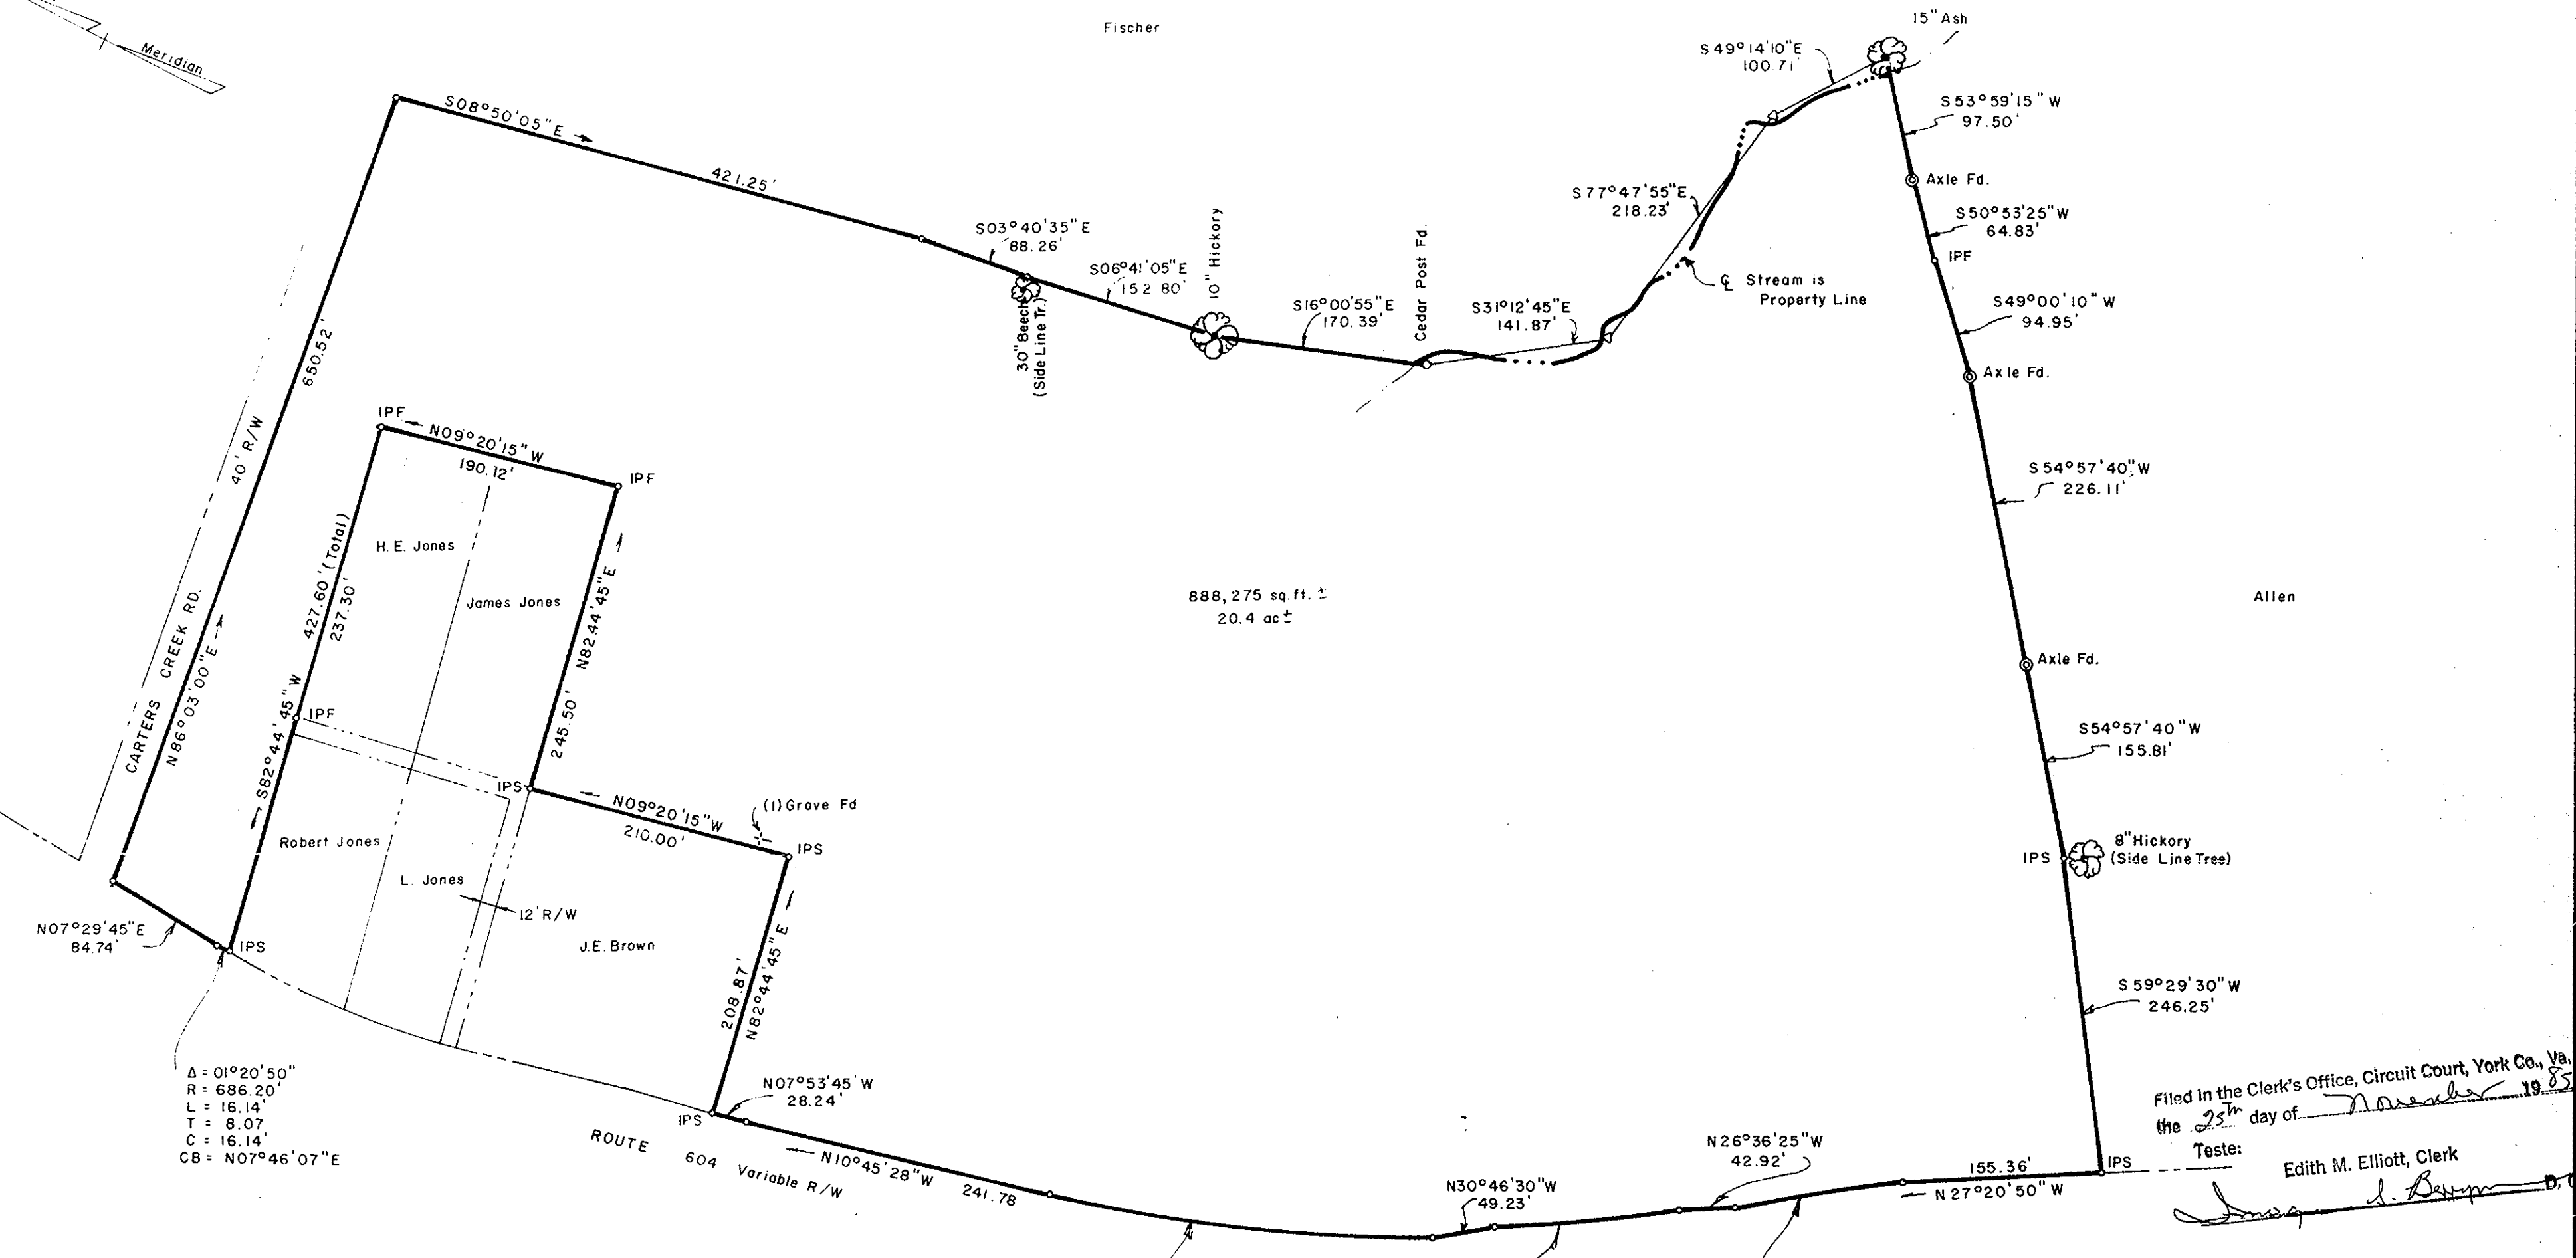 Meridian
Fischer
15" Ash
S49°14'10"E
100.71'
S53°59'15"W
97.50'
Axle Fd.
S50°53'25"W
64.83'
IPF
S49°00'10"W
94.95'
Axle Fd.
S54°57'40"W
226.11'
Allen
Axle Fd.
S54°57'40"W
155.81'
8" Hickory
(Side Line Tree)
IPS
S59°29'30"W
246.25'
S08°50'05"E
421.25'
S03°40'35"E
88.26'
30" Beech
(Side Line Tr.)
S06°41'05"E
152.80'
10" Hickory
S16°00'55"E
170.39'
Cedar Post Fd.
S31°12'45"E
141.87'
S77°47'55"E
218.23'
℄ Stream is
Property Line
650.52'
40' R/W
CARTERS CREEK RD.
N86°03'00"E
IPF
N09°20'15"W
190.12'
IPF
427.60'(Total)
237.30'
H.E. Jones
James Jones
N82°44'45"E
245.50'
888,275 sq.ft. ±
20.4 ac±
IPF
S82°44'45"W
IPS
N09°20'15"W
210.00'
(1) Grave Fd
IPS
Robert Jones
L. Jones
12' R/W
J.E. Brown
208.87'
N82°44'45"E
N07°29'45"E
84.74'
IPS
Δ = 01°20'50"
R = 686.20'
L = 16.14'
T = 8.07
C = 16.14'
CB = N07°46'07"E
N07°53'45"W
28.24'
IPS
ROUTE 604 Variable R/W
N10°45'28"W 241.78
N30°46'30"W
49.23'
N26°36'25"W
42.92'
155.36'
N27°20'50"W
IPS
Filed in the Clerk's Office, Circuit Court, York Co., Va.
the 25th day of November 1985
Teste:
Edith M. Elliott, Clerk